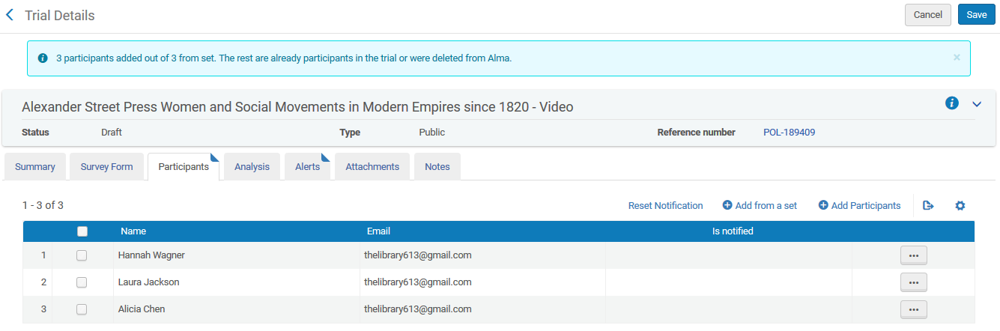 Trial Details
Cancel
Save
3 participants added out of 3 from set. The rest are already participants in the trial or were deleted from Alma.
×
Alexander Street Press Women and Social Movements in Modern Empires since 1820 - Video
Status Draft Type Public Reference number POL-189409
Summary Survey Form Participants Analysis Alerts Attachments Notes
1 - 3 of 3 Reset Notification Add from a set Add Participants
Name Email Is notified
1 Hannah Wagner thelibrary613@gmail.com
2 Laura Jackson thelibrary613@gmail.com
3 Alicia Chen thelibrary613@gmail.com